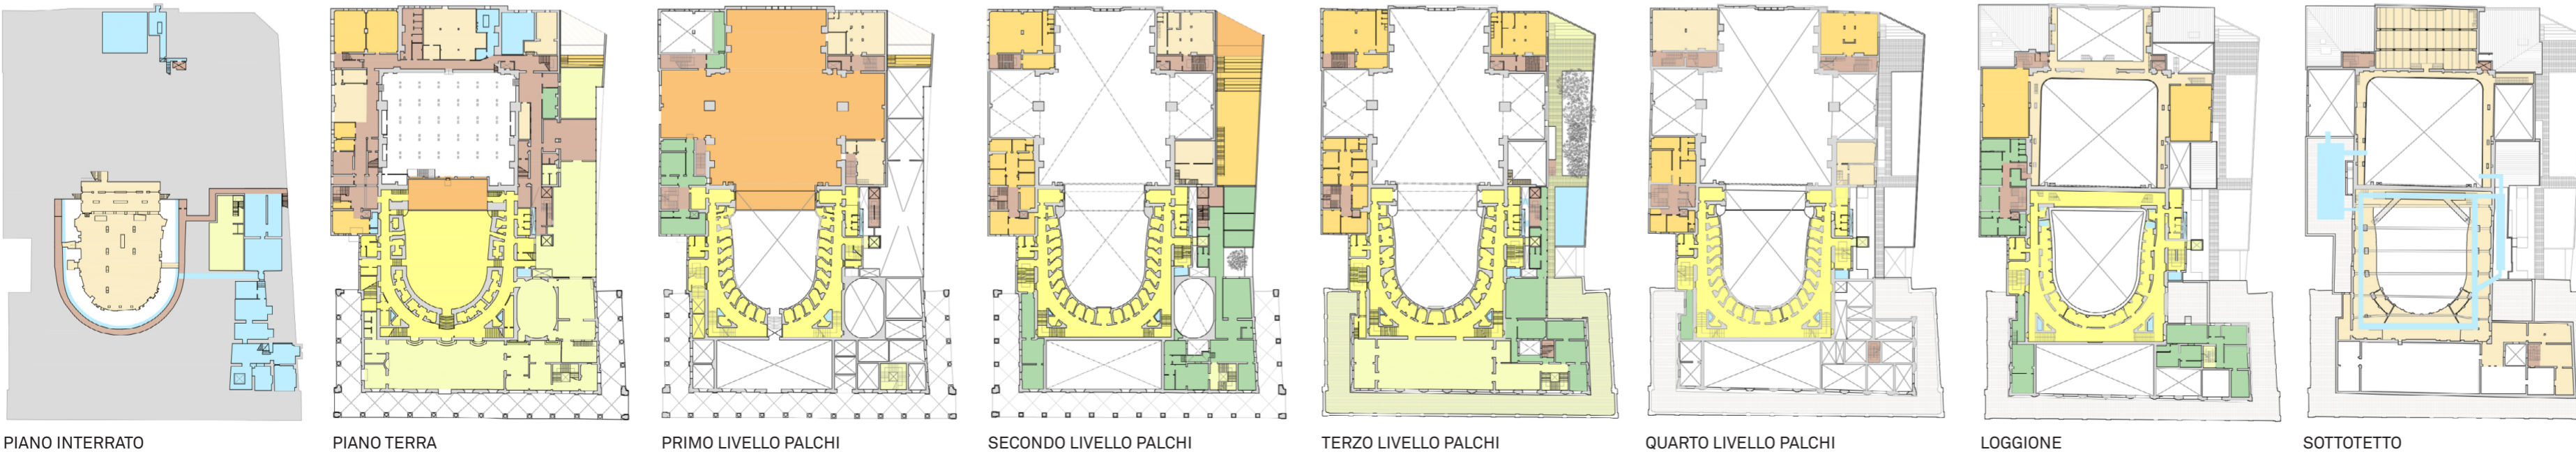 PIANO INTERRATO
PIANO TERRA
PRIMO LIVELLO PALCHI
SECONDO LIVELLO PALCHI
TERZO LIVELLO PALCHI
QUARTO LIVELLO PALCHI
LOGGIONE
SOTTOTETTO